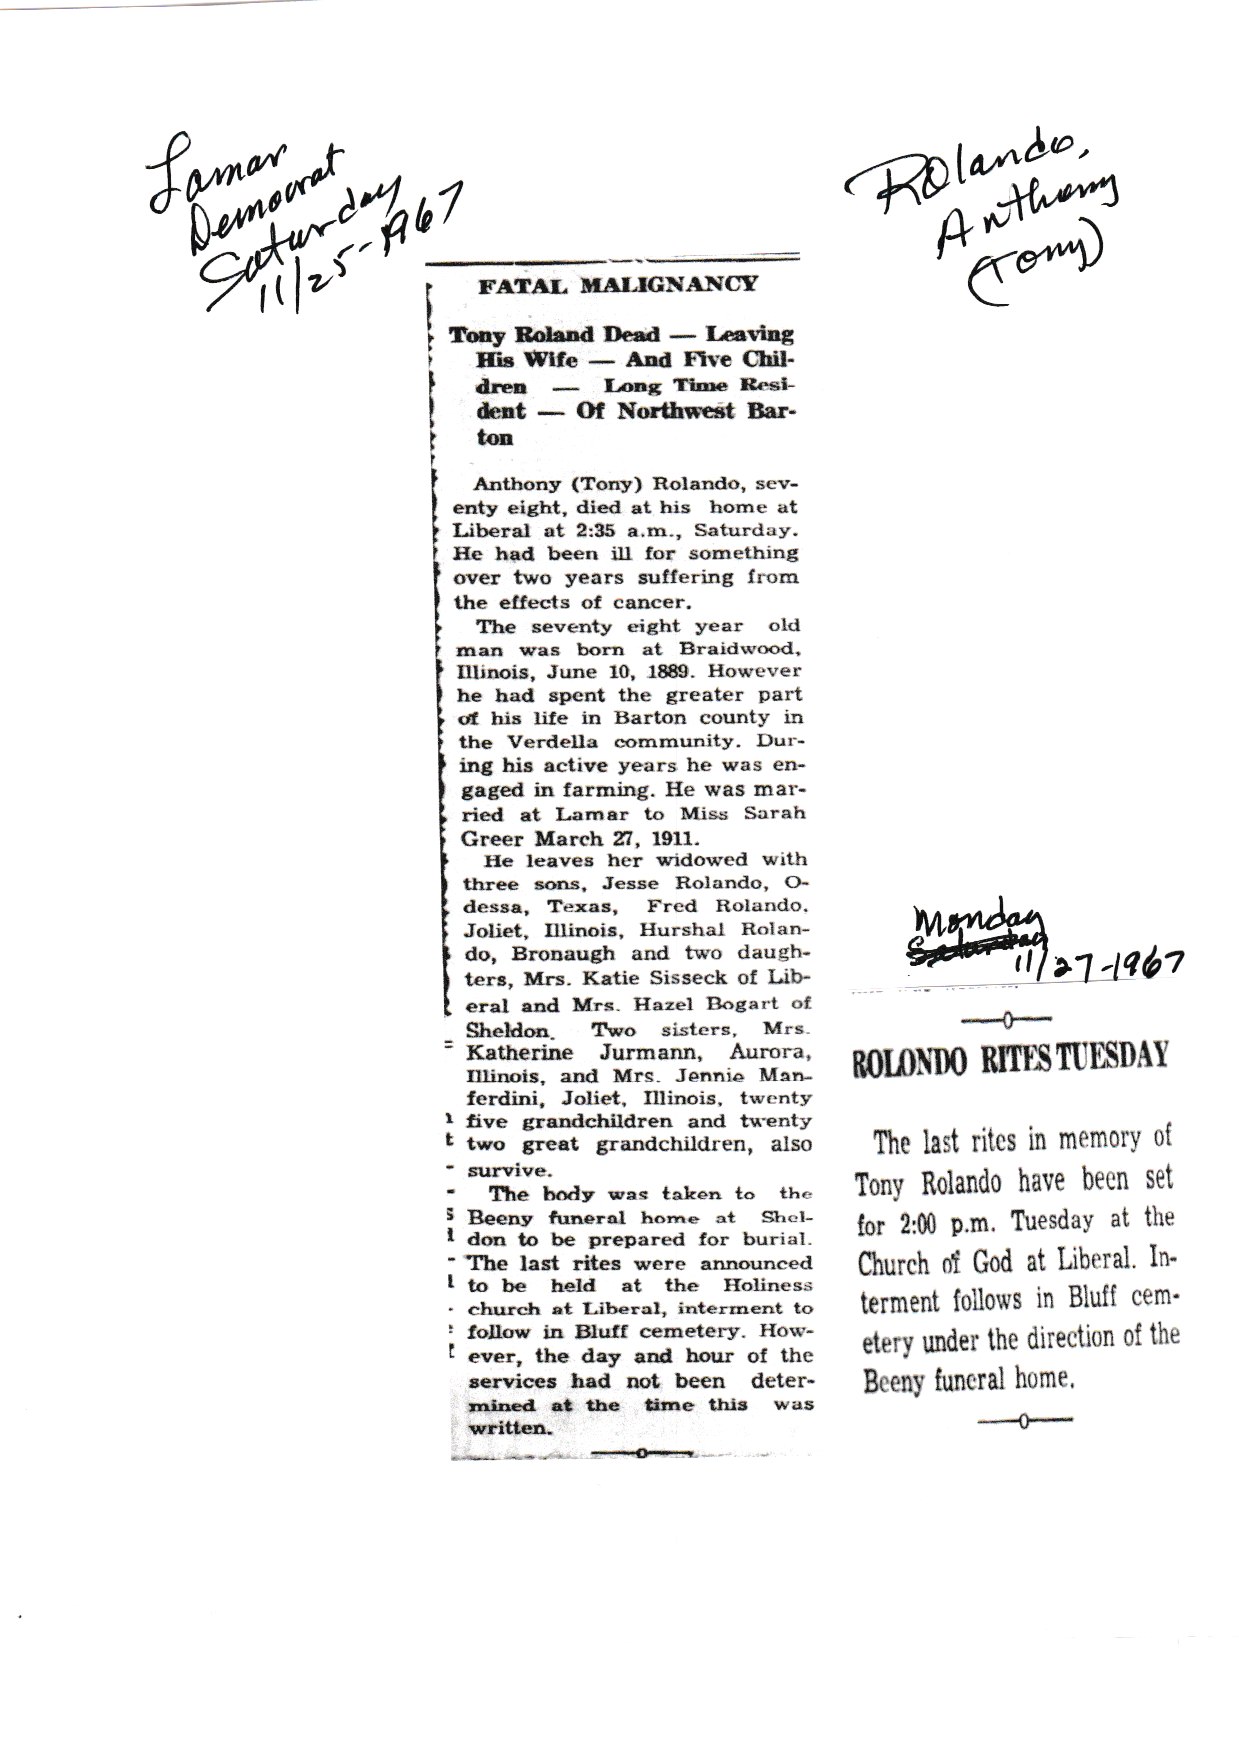 Lamar
Democrat
Saturday
11/25-1967
Rolando,
Anthony
(Tony)
FATAL MALIGNANCY
Tony Roland Dead — Leaving
His Wife — And Five Chil-
dren — Long Time Resi-
dent — Of Northwest Bar-
ton
Anthony (Tony) Rolando, sev-
enty eight, died at his home at
Liberal at 2:35 a.m., Saturday.
He had been ill for something
over two years suffering from
the effects of cancer.
The seventy eight year old
man was born at Braidwood,
Illinois, June 10, 1889. However
he had spent the greater part
of his life in Barton county in
the Verdella community. Dur-
ing his active years he was en-
gaged in farming. He was mar-
ried at Lamar to Miss Sarah
Greer March 27, 1911.
He leaves her widowed with
three sons, Jesse Rolando, O-
dessa, Texas, Fred Rolando,
Joliet, Illinois, Hurshal Rolan-
do, Bronaugh and two daugh-
ters, Mrs. Katie Sisseck of Lib-
eral and Mrs. Hazel Bogart of
Sheldon. Two sisters, Mrs.
Katherine Jurmann, Aurora,
Illinois, and Mrs. Jennie Man-
ferdini, Joliet, Illinois, twenty
five grandchildren and twenty
two great grandchildren, also
survive.
The body was taken to the
Beeny funeral home at Shel-
don to be prepared for burial.
The last rites were announced
to be held at the Holiness
church at Liberal, interment to
follow in Bluff cemetery. How-
ever, the day and hour of the
services had not been deter-
mined at the time this was
written.
Monday
Saturday
11/27-1967
ROLONDO RITES TUESDAY
The last rites in memory of
Tony Rolando have been set
for 2:00 p.m. Tuesday at the
Church of God at Liberal. In-
terment follows in Bluff cem-
etery under the direction of the
Beeny funeral home.